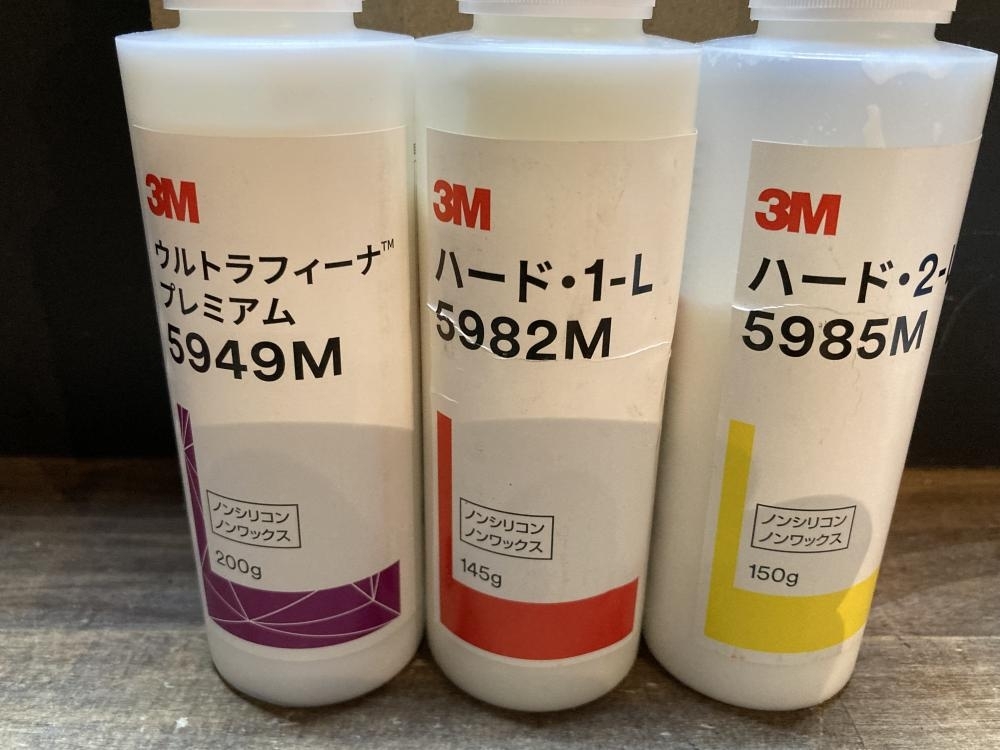 3M
ウルトラフィーナ™
プレミアム
5949M
ノンシリコン
ノンワックス
200g
3M
ハード・1-L
5982M
ノンシリコン
ノンワックス
145g
3M
ハード・2-
5985M
ノンシリコン
ノンワックス
150g